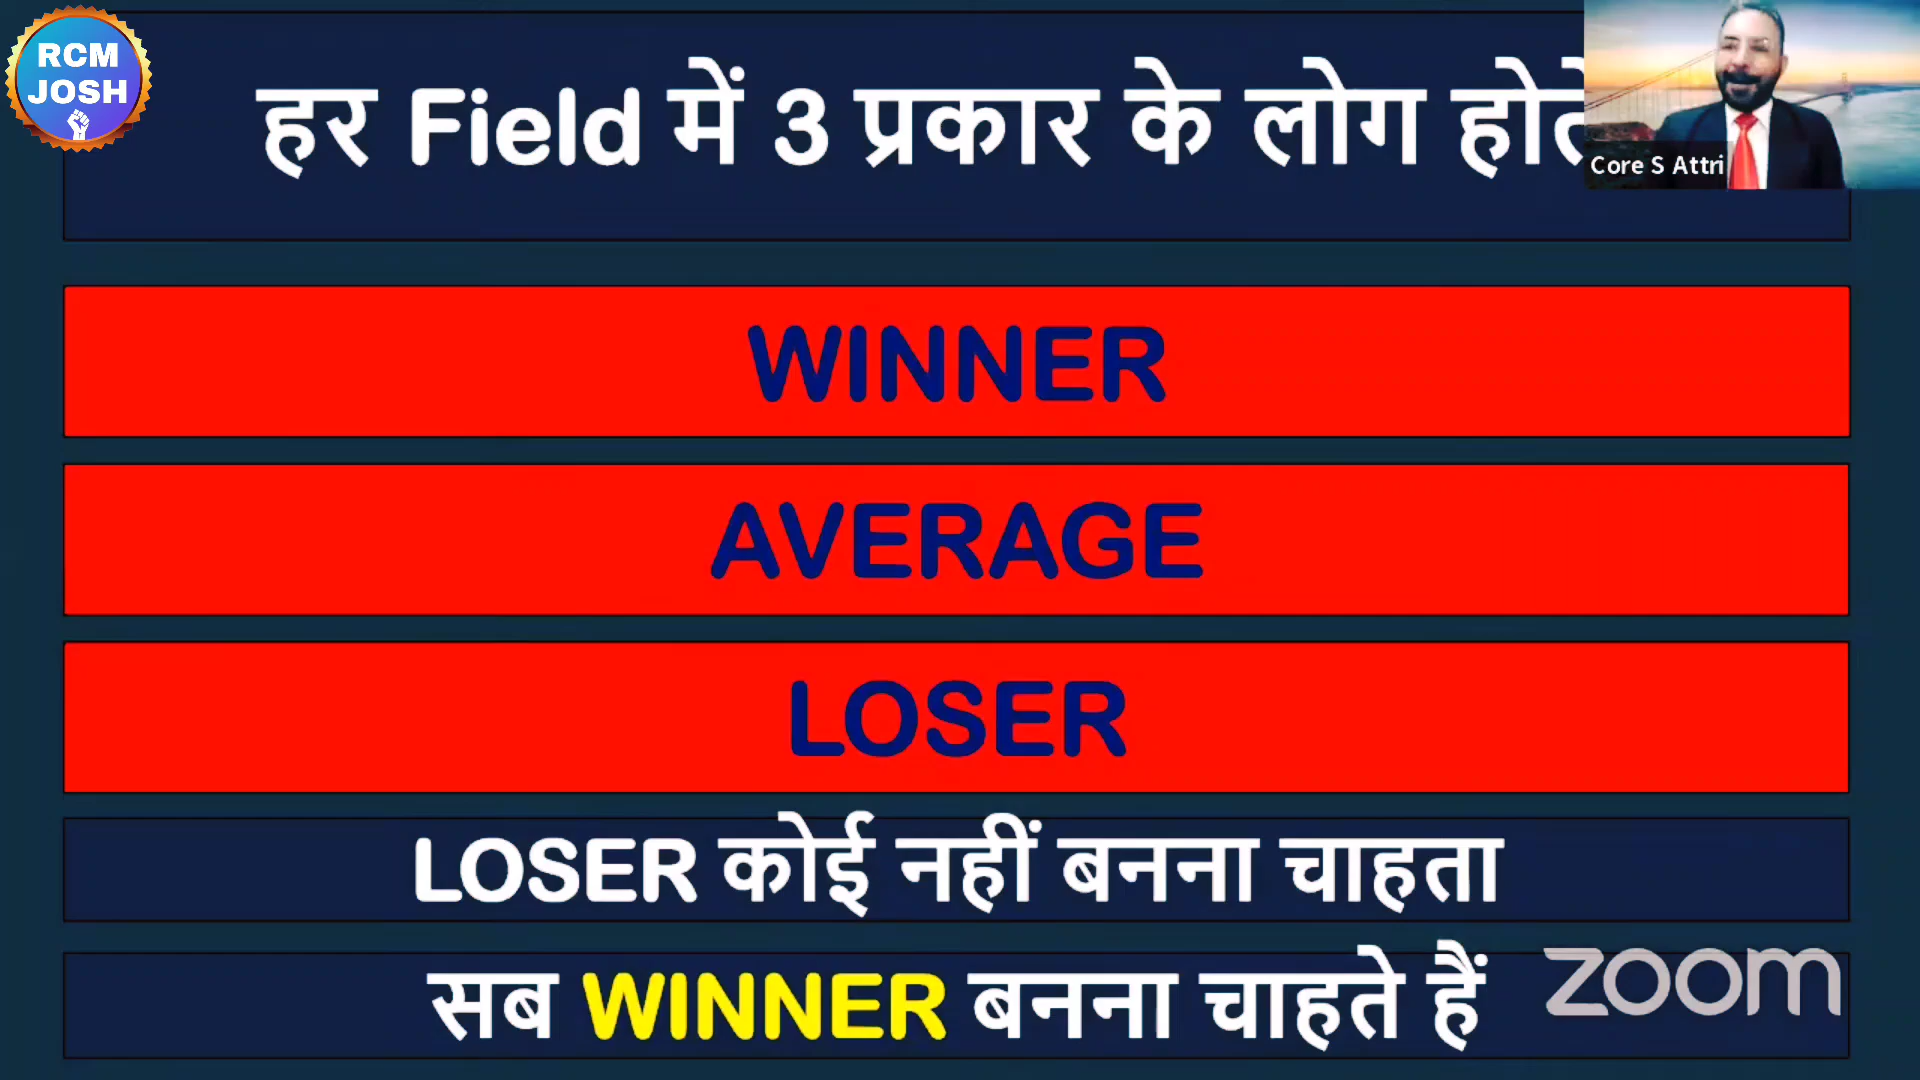 RCM
JOSH
हर Field में 3 प्रकार के लोग होते
Core S Attri
WINNER
AVERAGE
LOSER
LOSER कोई नहीं बनना चाहता
सब WINNER बनना चाहते हैं
zoom